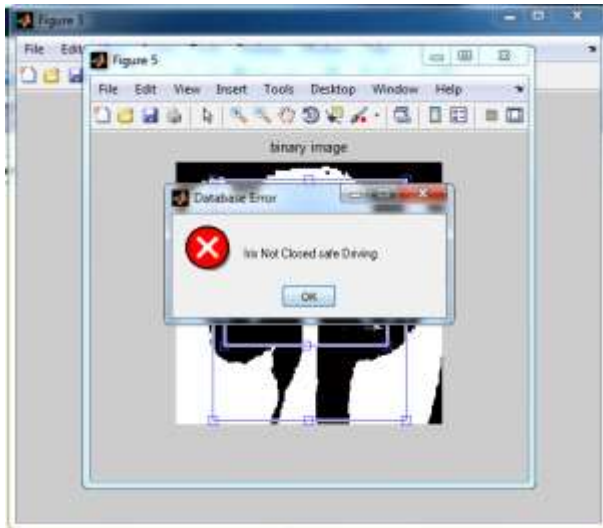 Figure 1
File Edit
Figure 5
File Edit View Insert Tools Desktop Window Help
binary image
Database Error
Iris Not Closed safe Driving
OK